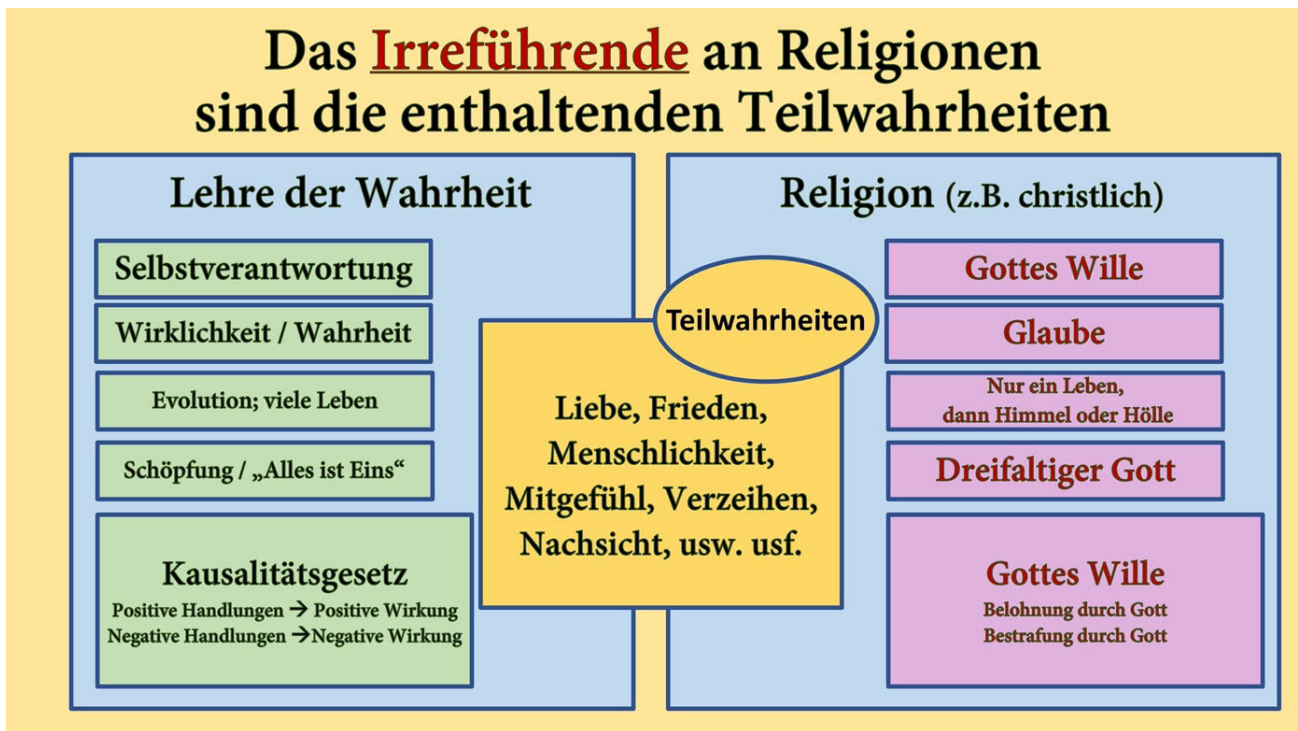 Das Irreführende an Religionen
sind die enthaltenden Teilwahrheiten
Lehre der Wahrheit
Selbstverantwortung
Wirklichkeit / Wahrheit
Evolution; viele Leben
Schöpfung / „Alles ist Eins“
Kausalitätsgesetz
Positive Handlungen → Positive Wirkung
Negative Handlungen →Negative Wirkung
Teilwahrheiten
Liebe, Frieden,
Menschlichkeit,
Mitgefühl, Verzeihen,
Nachsicht, usw. usf.
Religion (z.B. christlich)
Gottes Wille
Glaube
Nur ein Leben,
dann Himmel oder Hölle
Dreifaltiger Gott
Gottes Wille
Belohnung durch Gott
Bestrafung durch Gott